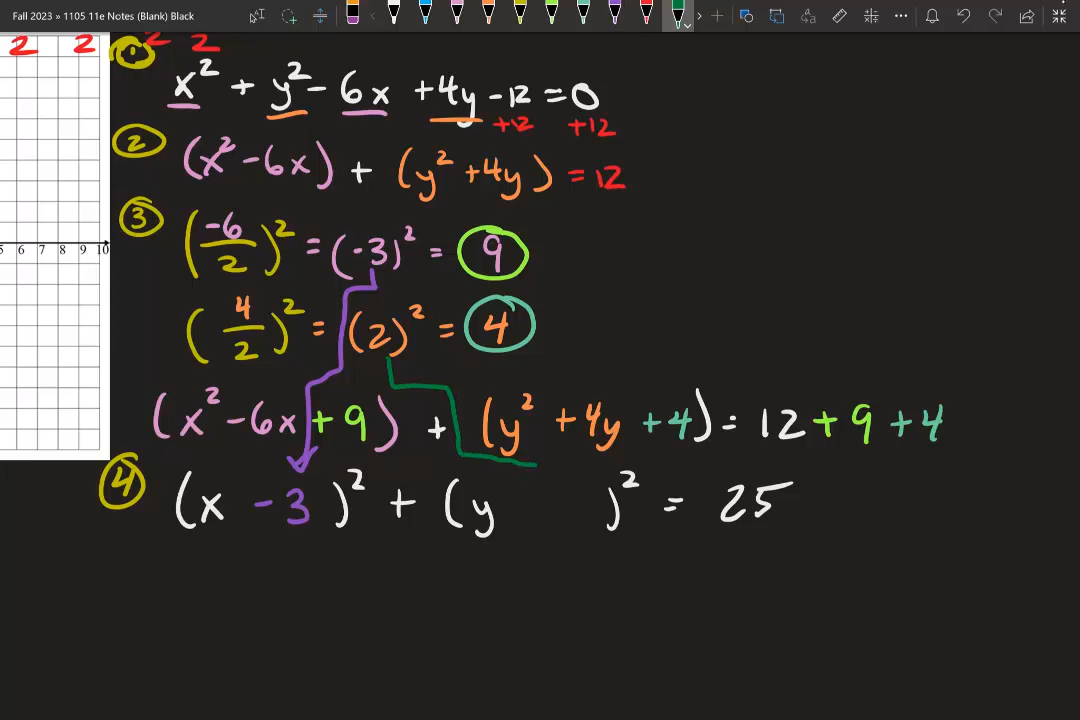 Fall 2023 » 1105 11e Notes (Blank) Black
2 2 2 2
① x² + y² - 6x + 4y - 12 = 0
+12 +12
② (x² - 6x) + (y² + 4y) = 12
③ (-6/2)² = (-3)² = 9
5 6 7 8 9 10
(4/2)² = (2)² = 4
(x² - 6x + 9) + (y² + 4y + 4) = 12 + 9 + 4
④ (x - 3)² + (y )² = 25